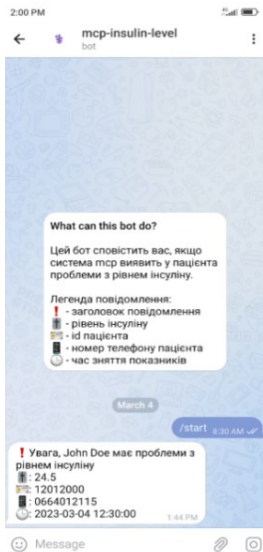 2:00 PM
mcp-insulin-level
bot
What can this bot do?
Цей бот сповістить вас, якщо
система mcp виявить у пацієнта
проблеми з рівнем інсуліну.
Легенда повідомлення:
❗ - заголовок повідомлення
🎚 - рівень інсуліну
🪪 - id пацієнта
📱 - номер телефону пацієнта
🕒 - час зняття показників
March 4
/start 8:30 AM
❗ Увага, John Doe має проблеми з
рівнем інсуліну
🎚: 24.5
🪪: 12012000
📱: 0664012115
🕒: 2023-03-04 12:30:00 1:44 PM
Message